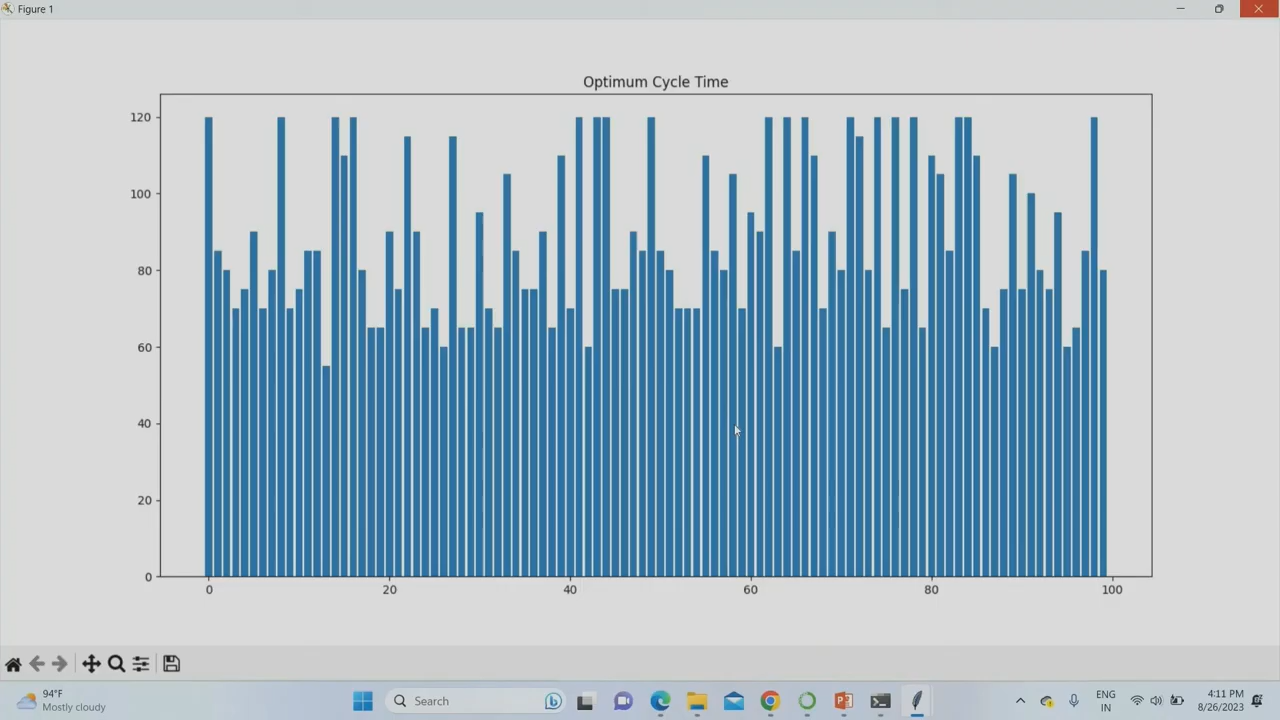 Figure 1
Optimum Cycle Time
120
100
80
60
40
20
0
0 20 40 60 80 100
94°F
Mostly cloudy
Search
ENG
IN
4:11 PM
8/26/2023